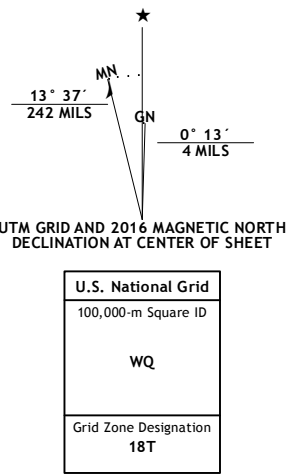 ★
MN
GN
13° 37´
242 MILS
0° 13´
4 MILS
UTM GRID AND 2016 MAGNETIC NORTH
DECLINATION AT CENTER OF SHEET
U.S. National Grid
100,000-m Square ID
WQ
Grid Zone Designation
18T